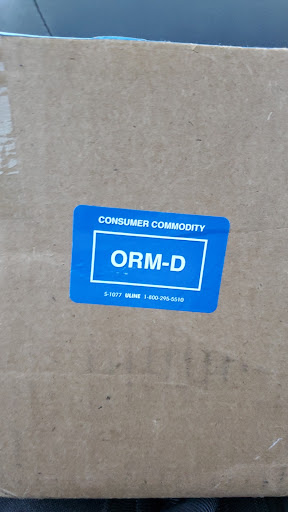 CONSUMER COMMODITY
ORM-D
S-1077 ULINE 1-800-295-5510